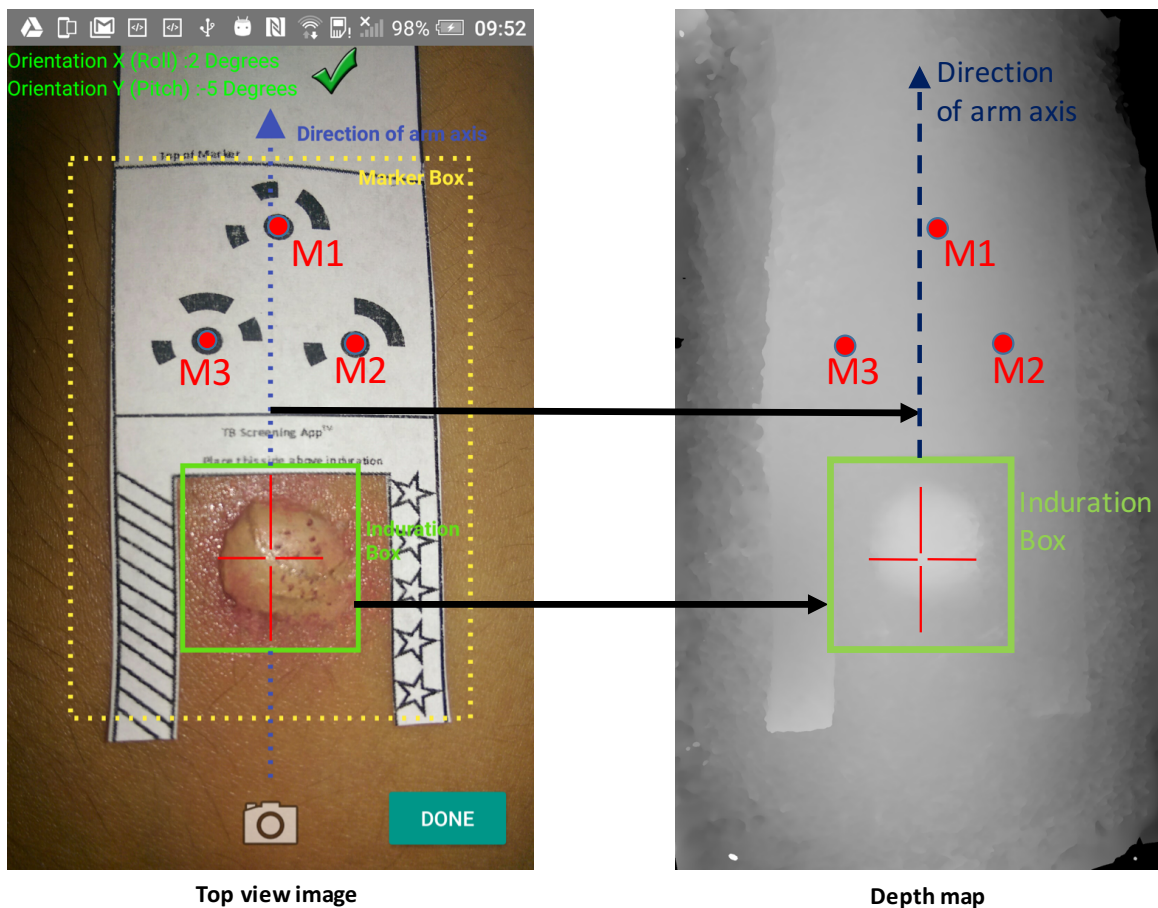 98% 09:52
Orientation X (Roll) :2 Degrees
Orientation Y (Pitch) :-5 Degrees
Direction of arm axis
Top of Marker
Marker Box
M1
M3
M2
TB Screening App™
Place this side above induration
Induration
Box
DONE
Top view image
Direction
of arm axis
M1
M3
M2
Induration
Box
Depth map